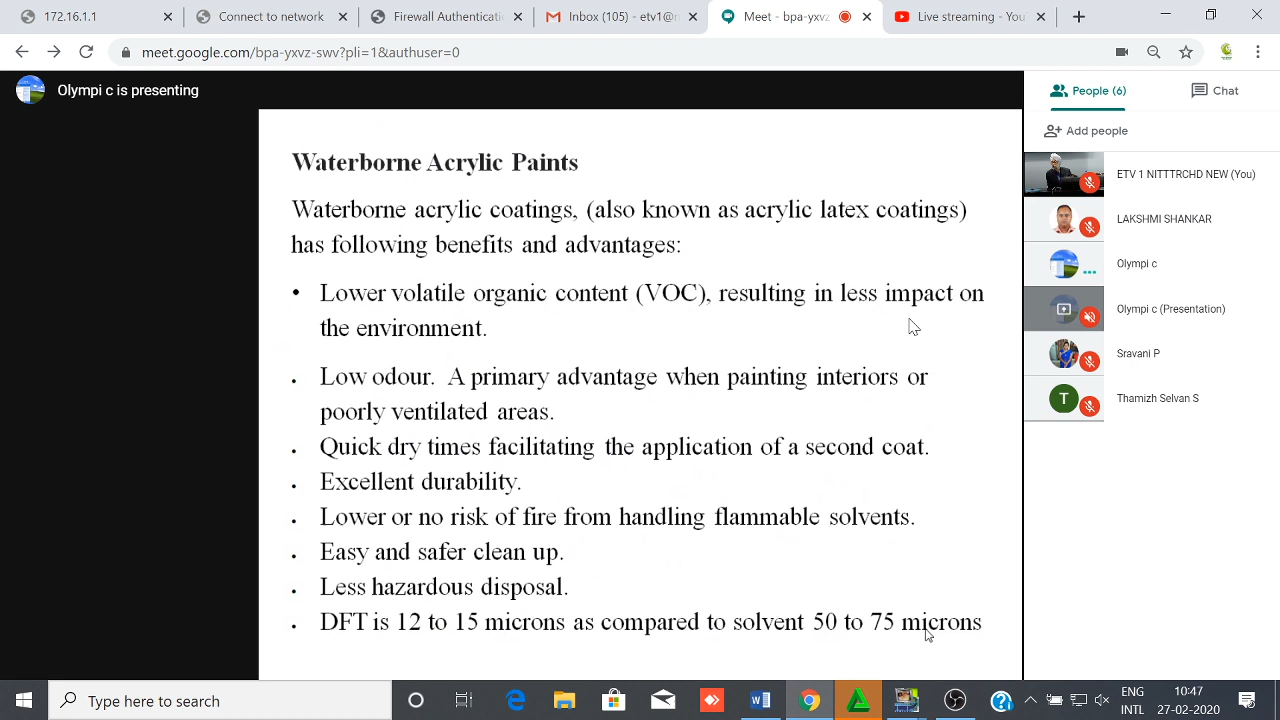 172.16.1
Connect to network
Firewall Authenticati
Inbox (105) etv1@n
Meet - bpa-yxvz
Live streaming - You
meet.google.com/bpa-yxvz-swv?pli=1&authuser=0
Olympi c is presenting
People (6)
Chat
Add people
ETV 1 NITTTRCHD NEW (You)
LAKSHMI SHANKAR
Olympi c
Olympi c (Presentation)
Sravani P
T
Thamizh Selvan S
Waterborne Acrylic Paints
Waterborne acrylic coatings, (also known as acrylic latex coatings)
has following benefits and advantages:
• Lower volatile organic content (VOC), resulting in less impact on
the environment.
• Low odour. A primary advantage when painting interiors or
poorly ventilated areas.
• Quick dry times facilitating the application of a second coat.
• Excellent durability.
• Lower or no risk of fire from handling flammable solvents.
• Easy and safer clean up.
• Less hazardous disposal.
• DFT is 12 to 15 microns as compared to solvent 50 to 75 microns
Type here to search
ENG
INTL
10:47
27-02-2020